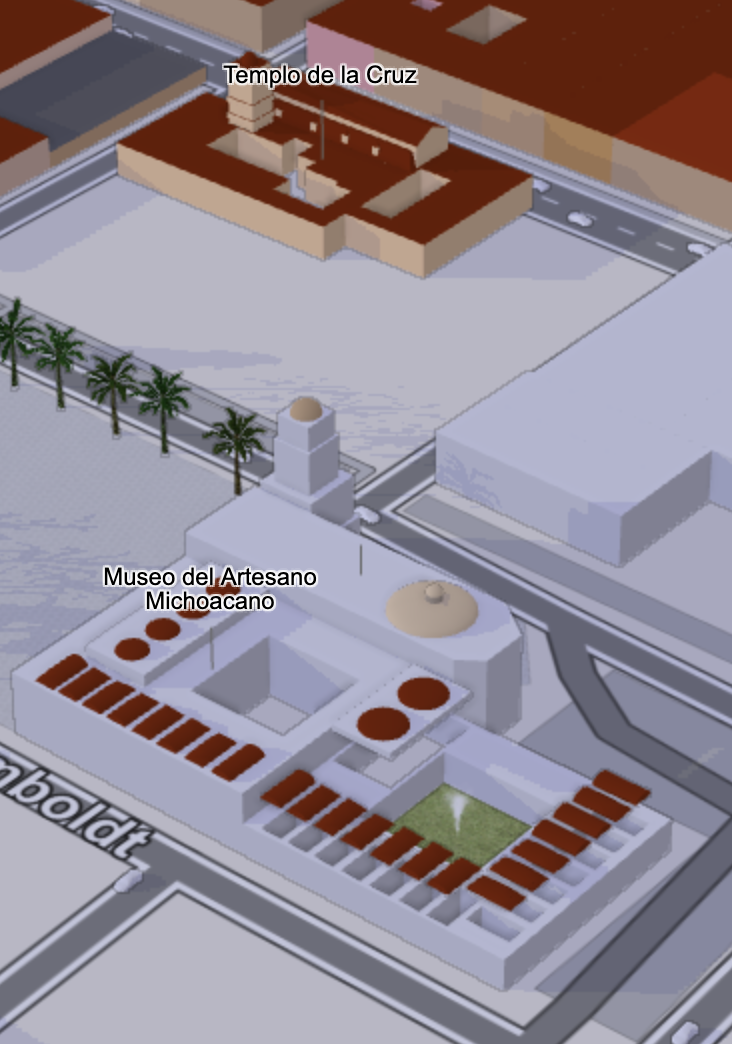 Templo de la Cruz
Museo del Artesano
Michoacano
mboldt